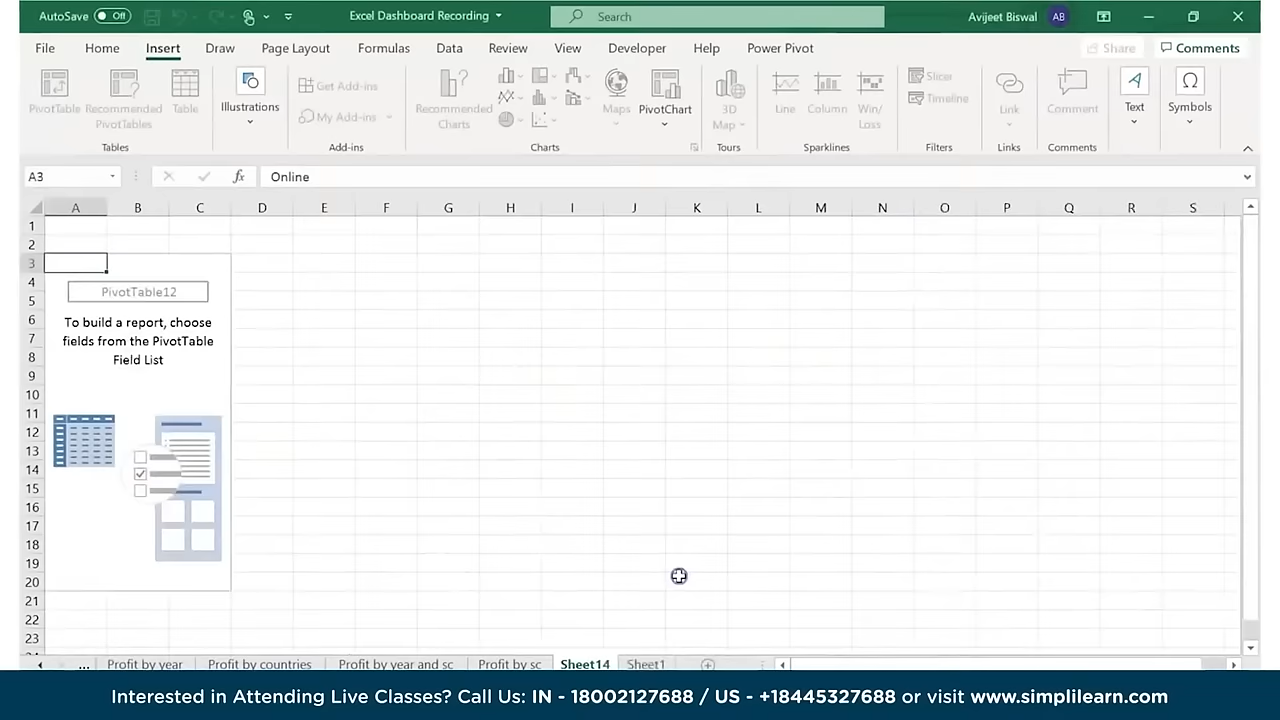 AutoSave Off Excel Dashboard Recording Search Avijeet Biswal AB
File Home Insert Draw Page Layout Formulas Data Review View Developer Help Power Pivot Share Comments
PivotTable Recommended PivotTables Table Illustrations Get Add-ins My Add-ins Recommended Charts Maps PivotChart 3D Map Line Column Win/Loss Slicer Timeline Link Comment Text Symbols
Tables Add-ins Charts Tours Sparklines Filters Links Comments
A3 fx Online
A B C D E F G H I J K L M N O P Q R S
1
2
3
4
5
6
7
8
9
10
11
12
13
14
15
16
17
18
19
20
21
22
23
PivotTable12
To build a report, choose
fields from the PivotTable
Field List
... Profit by year Profit by countries Profit by year and sc Profit by sc Sheet14 Sheet1
Interested in Attending Live Classes? Call Us: IN - 18002127688 / US - +18445327688 or visit www.simplilearn.com